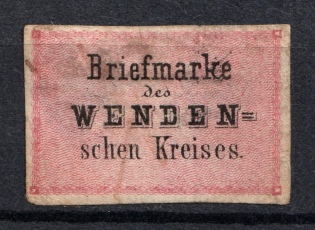 Briefmarke
des
WENDEN=
schen Kreises.